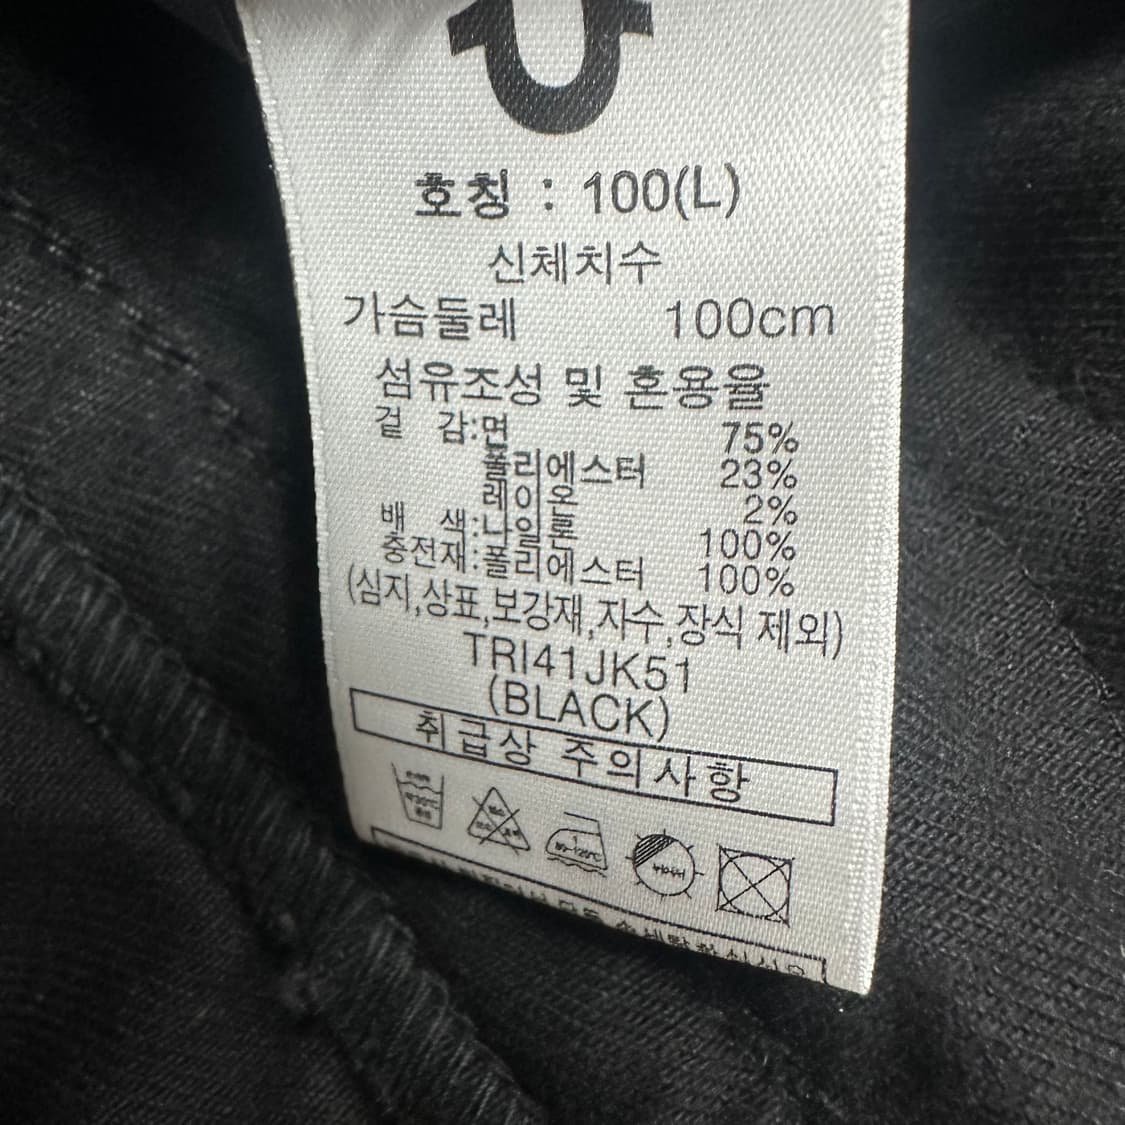 호칭 : 100(L)
신체치수
가슴둘레 100cm
섬유조성 및 혼용율
겉 감:면 75%
폴리에스터 23%
레이온 2%
배 색:나일론 100%
충전재:폴리에스터 100%
(심지,상표,보강재,자수,장식 제외)
TRI41JK51
(BLACK)
취급상 주의사항
80~120℃